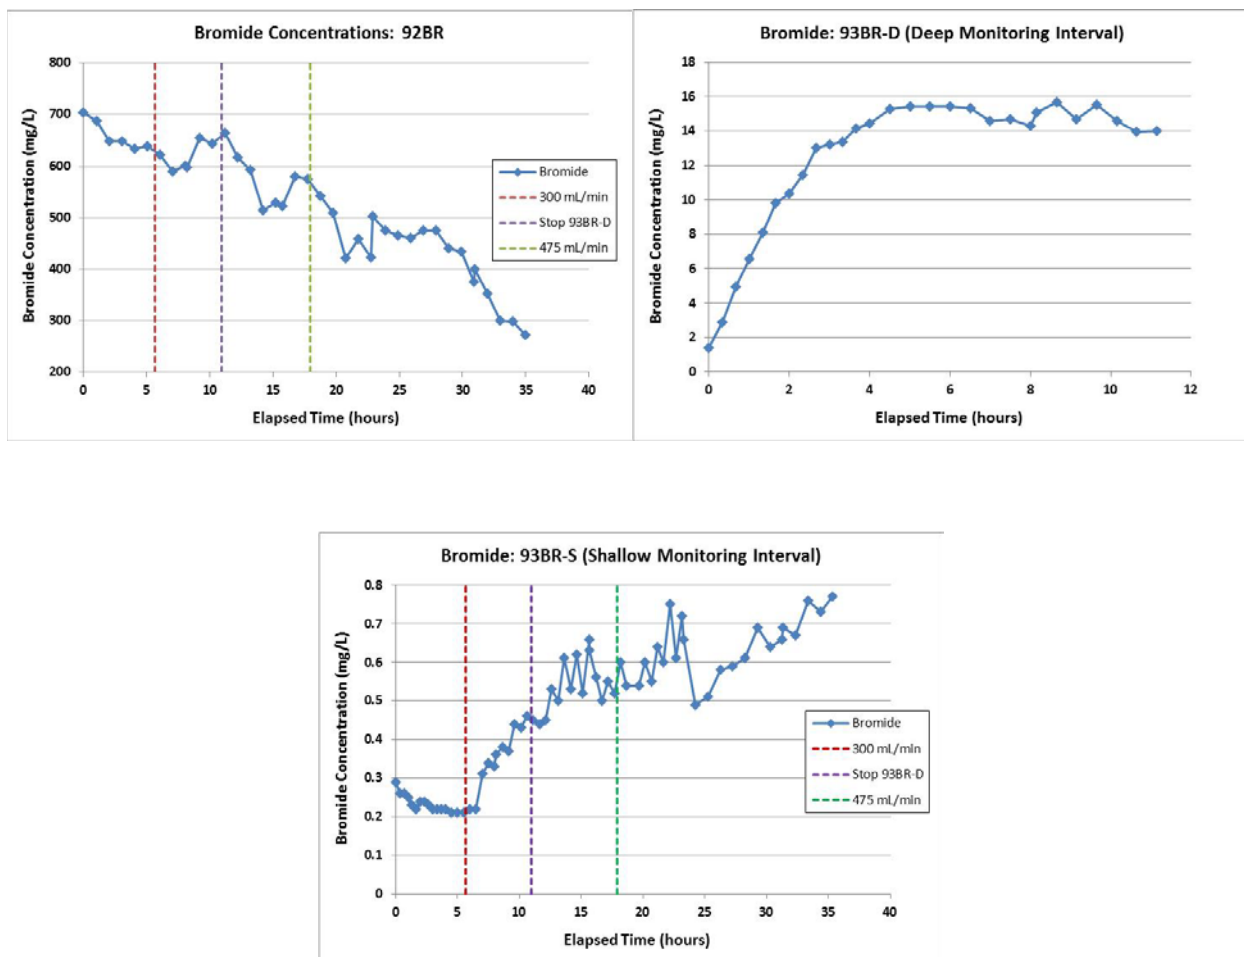 Bromide Concentrations: 92BR
Bromide Concentration (mg/L)
800
700
600
500
400
300
200
0 5 10 15 20 25 30 35 40
Elapsed Time (hours)
Bromide
300 mL/min
Stop 93BR-D
475 mL/min
Bromide: 93BR-D (Deep Monitoring Interval)
Bromide Concentration (mg/L)
18
16
14
12
10
8
6
4
2
0
0 2 4 6 8 10 12
Elapsed Time (hours)
Bromide: 93BR-S (Shallow Monitoring Interval)
Bromide Concentration (mg/L)
0.8
0.7
0.6
0.5
0.4
0.3
0.2
0.1
0
0 5 10 15 20 25 30 35 40
Elapsed Time (hours)
Bromide
300 mL/min
Stop 93BR-D
475 mL/min